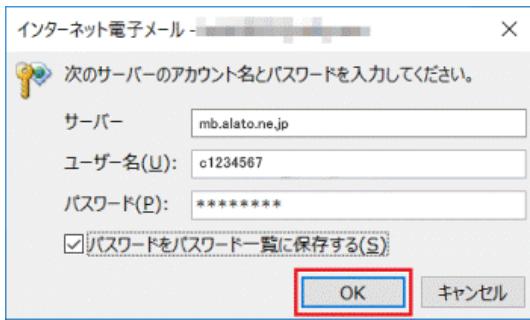 インターネット電子メール -
次のサーバーのアカウント名とパスワードを入力してください。
サーバー mb.alato.ne.jp
ユーザー名(U): c1234567
パスワード(P): ********
パスワードをパスワード一覧に保存する(S)
OK キャンセル